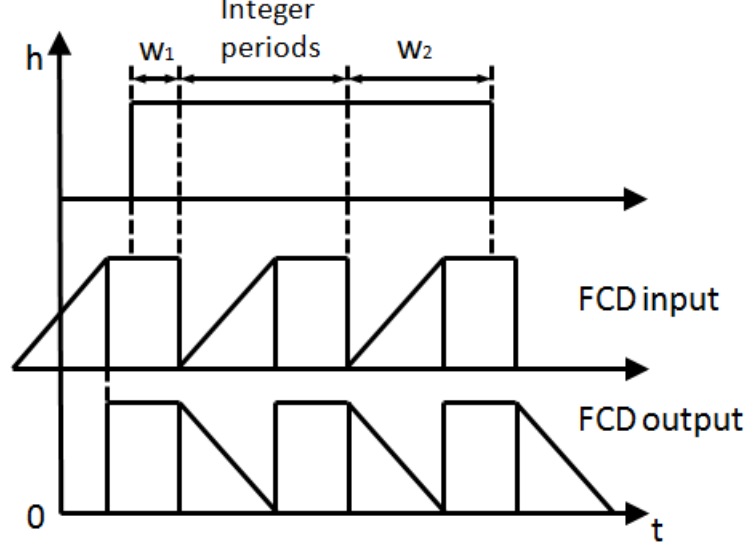 Integer
periods
h
w₁
w₂
FCD input
FCD output
0
t